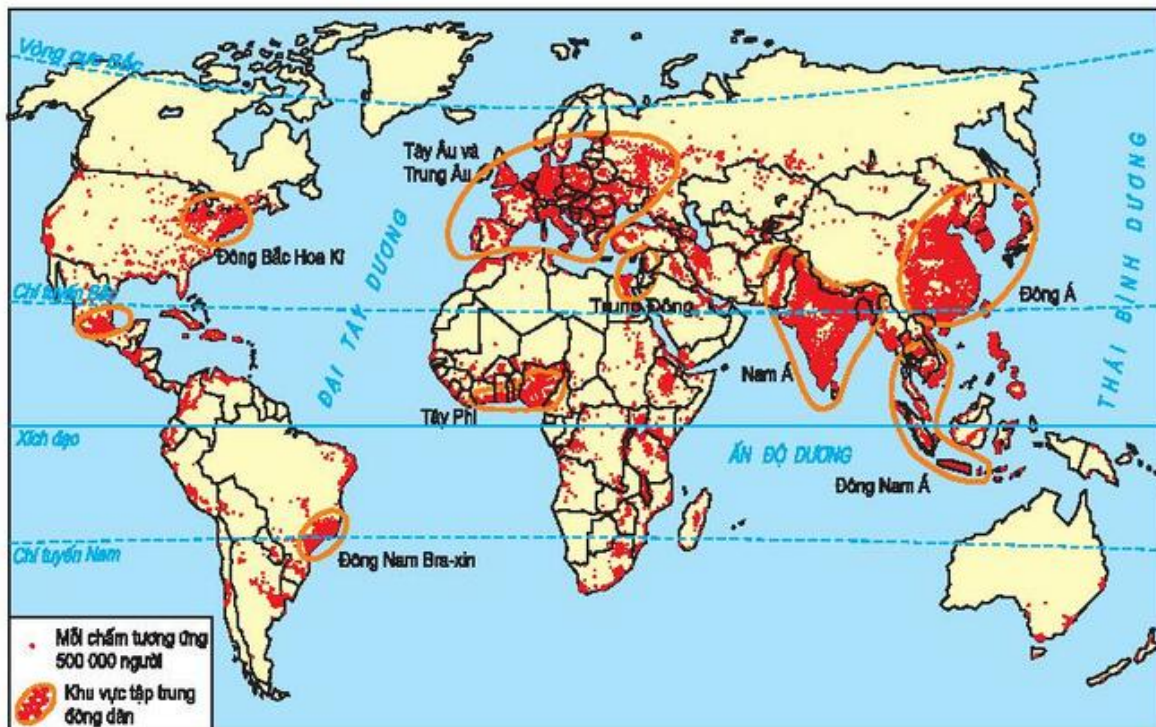 Vòng cực Bắc
Tây Âu và
Trung Âu
Đông Bắc Hoa Kì
ĐẠI TÂY DƯƠNG
THÁI BÌNH DƯƠNG
Chí tuyến Bắc
Trung Đông
Đông Á
Nam Á
Tây Phi
Xích đạo
ẤN ĐỘ DƯƠNG
Đông Nam Á
Chí tuyến Nam
Đông Nam Bra-xin
Mỗi chấm tương ứng
500 000 người
Khu vực tập trung
đông dân